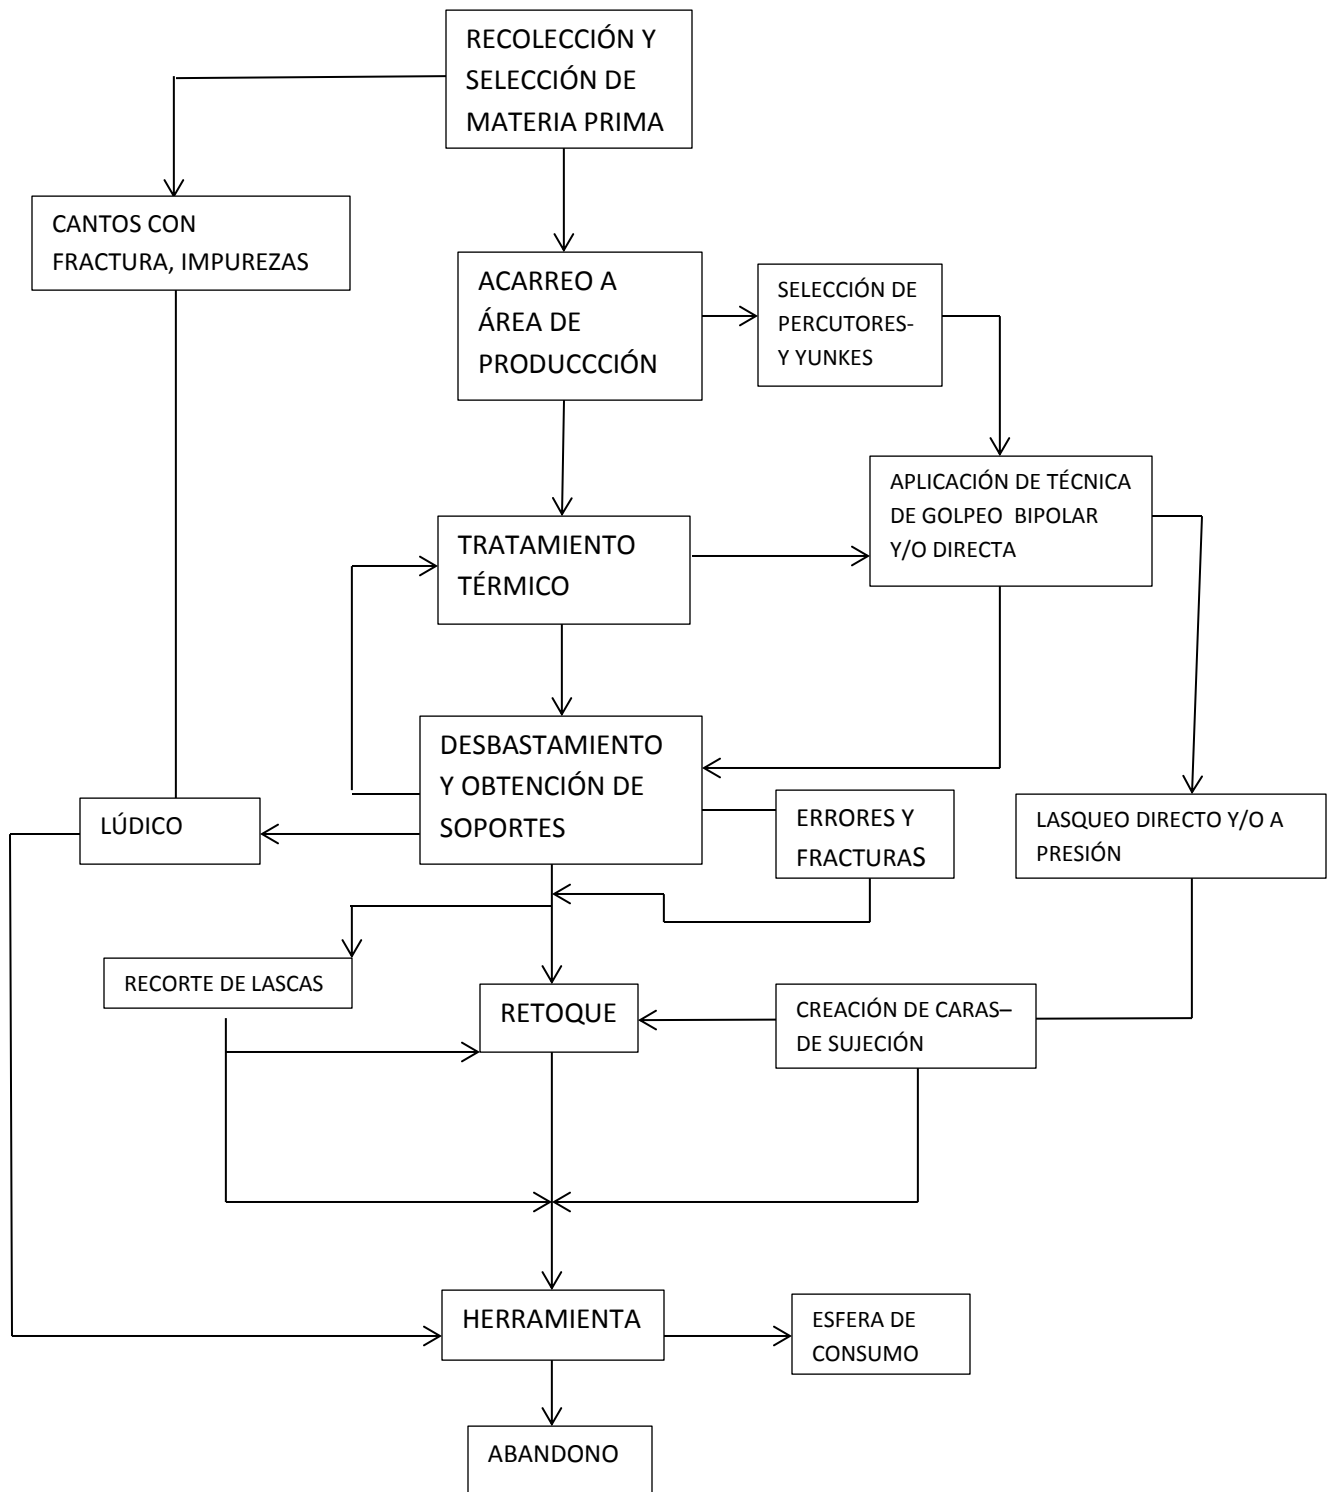 RECOLECCIÓN Y
SELECCIÓN DE
MATERIA PRIMA
CANTOS CON
FRACTURA, IMPUREZAS
ACARREO A
ÁREA DE
PRODUCCCIÓN
SELECCIÓN DE
PERCUTORES-
Y YUNKES
APLICACIÓN DE TÉCNICA
DE GOLPEO BIPOLAR
Y/O DIRECTA
TRATAMIENTO
TÉRMICO
DESBASTAMIENTO
Y OBTENCIÓN DE
SOPORTES
LÚDICO
ERRORES Y
FRACTURAS
LASQUEO DIRECTO Y/O A
PRESIÓN
RECORTE DE LASCAS
RETOQUE
CREACIÓN DE CARAS–
DE SUJECIÓN
HERRAMIENTA
ESFERA DE
CONSUMO
ABANDONO